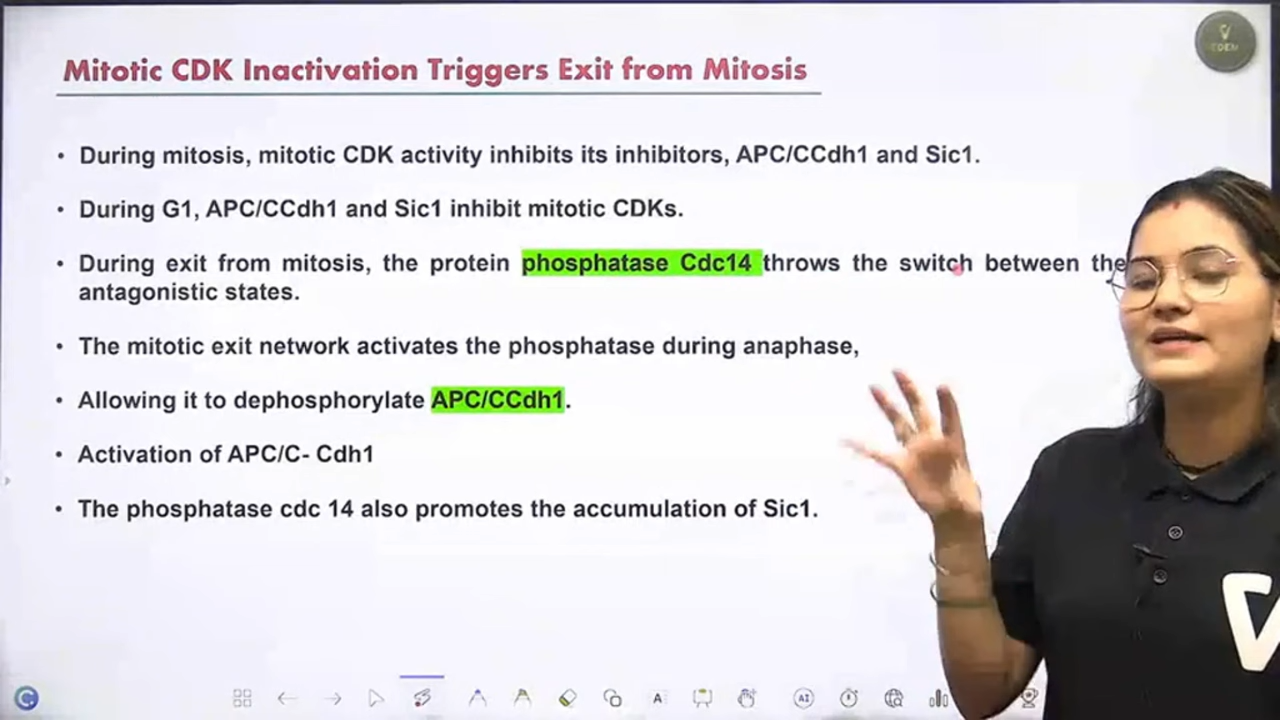 VEDEMY
Mitotic CDK Inactivation Triggers Exit from Mitosis
• During mitosis, mitotic CDK activity inhibits its inhibitors, APC/CCdh1 and Sic1.
• During G1, APC/CCdh1 and Sic1 inhibit mitotic CDKs.
• During exit from mitosis, the protein phosphatase Cdc14 throws the switch between the
antagonistic states.
• The mitotic exit network activates the phosphatase during anaphase,
• Allowing it to dephosphorylate APC/CCdh1.
• Activation of APC/C- Cdh1
• The phosphatase cdc 14 also promotes the accumulation of Sic1.
A
AI